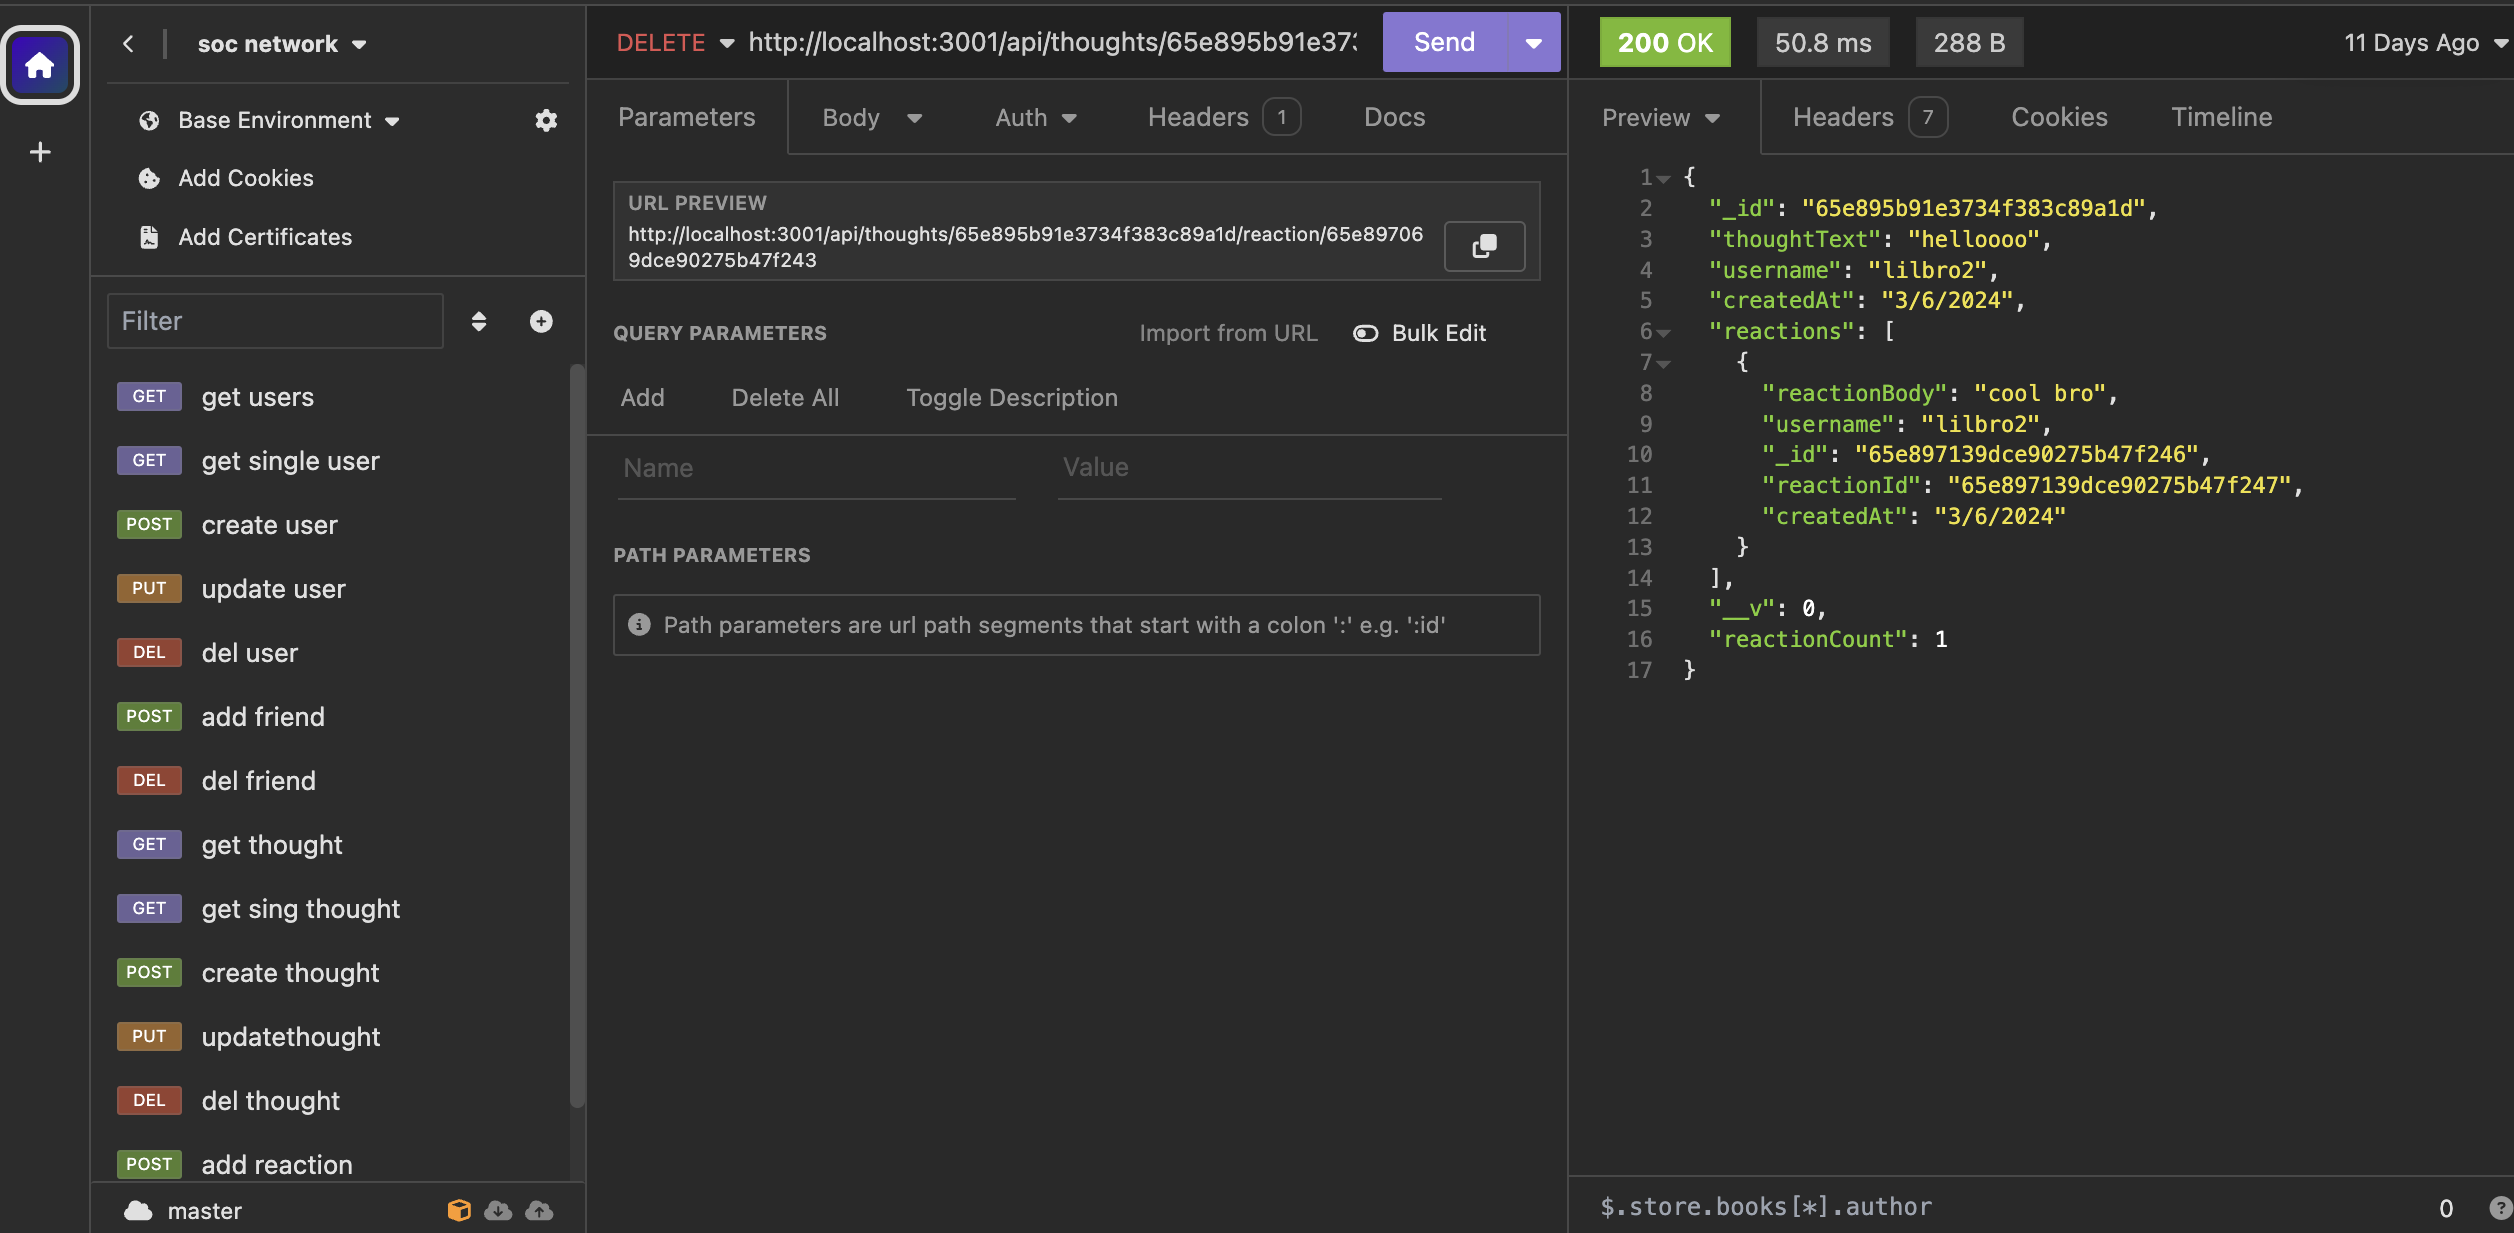 soc network
Base Environment
Add Cookies
Add Certificates
Filter
GET get users
GET get single user
POST create user
PUT update user
DEL del user
POST add friend
DEL del friend
GET get thought
GET get sing thought
POST create thought
PUT updatethought
DEL del thought
POST add reaction
master
DELETE http://localhost:3001/api/thoughts/65e895b91e373 Send
Parameters Body Auth Headers 1 Docs
URL PREVIEW
http://localhost:3001/api/thoughts/65e895b91e3734f383c89a1d/reaction/65e89706
9dce90275b47f243
QUERY PARAMETERS Import from URL Bulk Edit
Add Delete All Toggle Description
Name Value
PATH PARAMETERS
Path parameters are url path segments that start with a colon ':' e.g. ':id'
200 OK 50.8 ms 288 B 11 Days Ago
Preview Headers 7 Cookies Timeline
1 {
2 "_id": "65e895b91e3734f383c89a1d",
3 "thoughtText": "helloooo",
4 "username": "lilbro2",
5 "createdAt": "3/6/2024",
6 "reactions": [
7 {
8 "reactionBody": "cool bro",
9 "username": "lilbro2",
10 "_id": "65e897139dce90275b47f246",
11 "reactionId": "65e897139dce90275b47f247",
12 "createdAt": "3/6/2024"
13 }
14 ],
15 "__v": 0,
16 "reactionCount": 1
17 }
$.store.books[*].author 0 ?